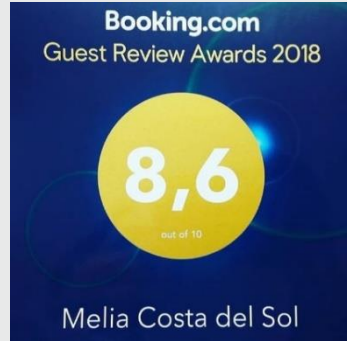 Booking.com
Guest Review Awards 2018
8,6
out of 10
Melia Costa del Sol